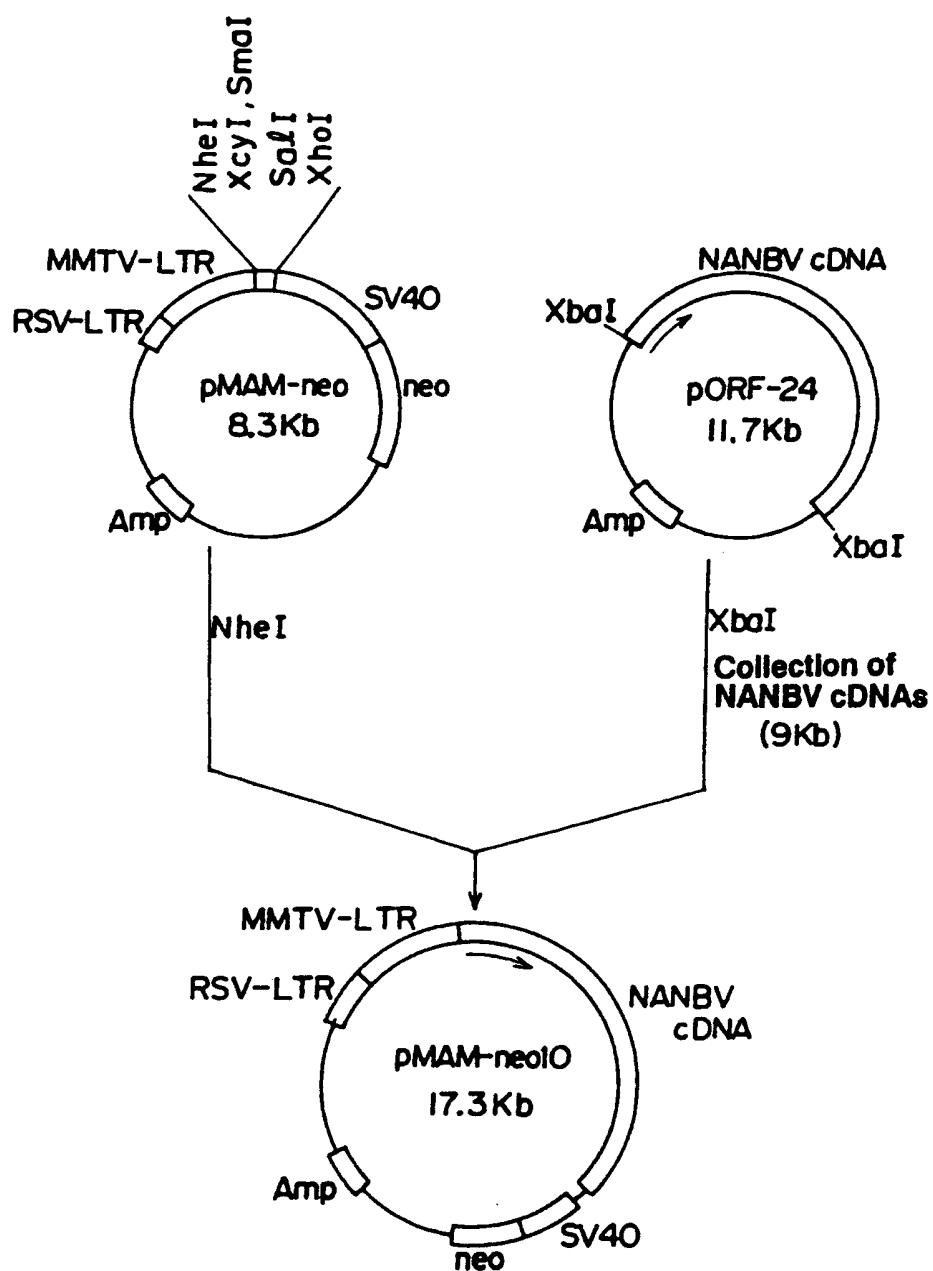 NheI
XcyI, SmaI
SalI
XhoI
MMTV-LTR
RSV-LTR
SV40
neo
pMAM-neo
8.3Kb
Amp
NANBV cDNA
XbaI
pORF-24
11.7Kb
Amp
XbaI
NheI
XbaI
Collection of
NANBV cDNAs
(9Kb)
MMTV-LTR
RSV-LTR
NANBV
cDNA
pMAM-neo10
17.3Kb
Amp
SV40
neo